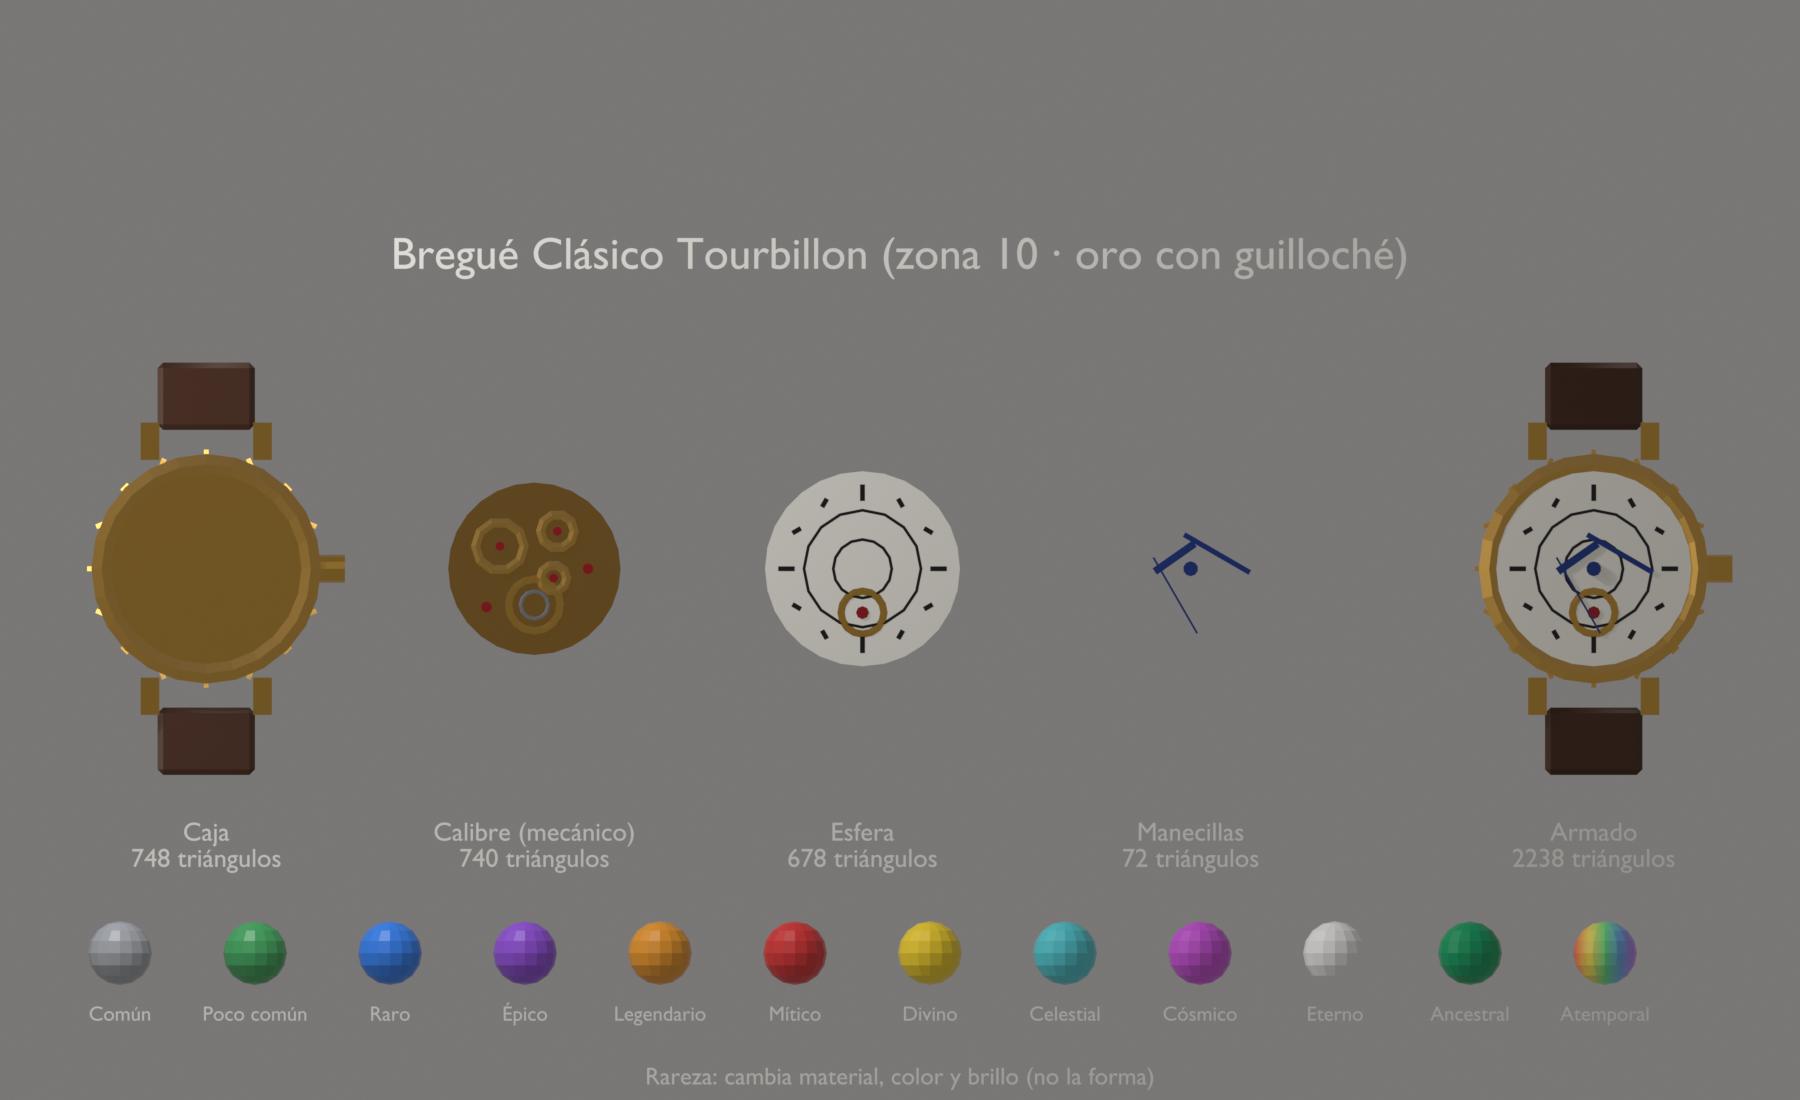 Bregué Clásico Tourbillon (zona 10 · oro con guilloché)
Caja
748 triángulos
Calibre (mecánico)
740 triángulos
Esfera
678 triángulos
Manecillas
72 triángulos
Armado
2238 triángulos
Común
Poco común
Raro
Épico
Legendario
Mítico
Divino
Celestial
Cósmico
Eterno
Ancestral
Atemporal
Rareza: cambia material, color y brillo (no la forma)